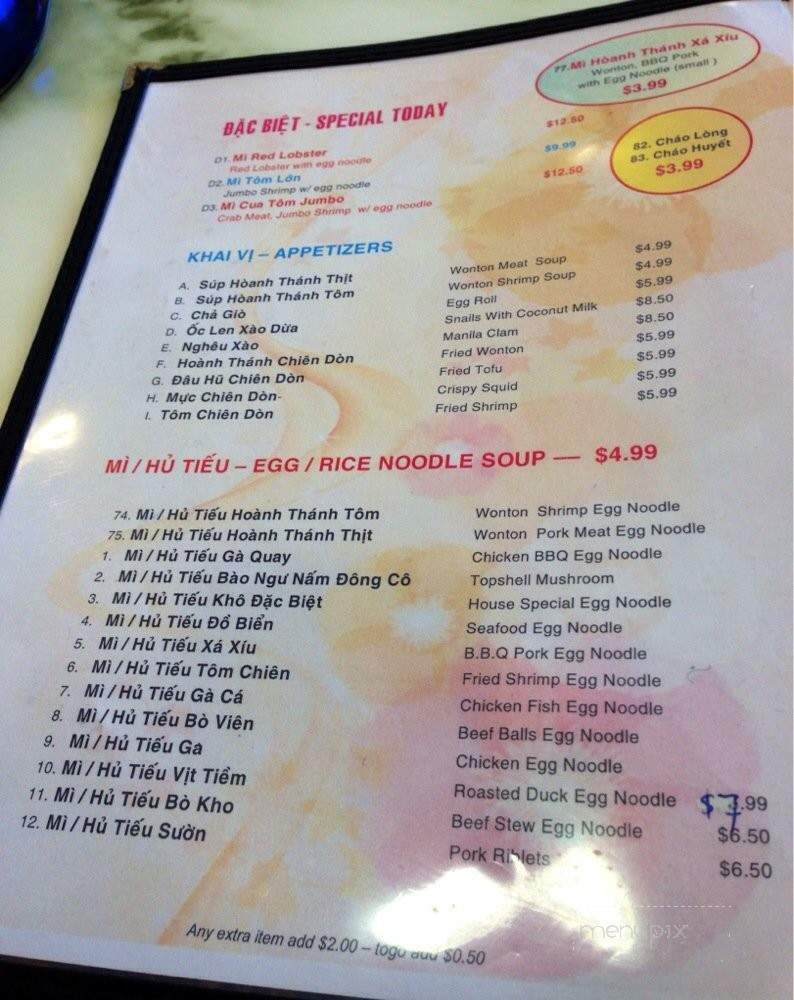 77. Mì Hòanh Thánh Xá Xíu
Wonton, BBQ Pork
with Egg Noodle (small )
$3.99
82. Cháo Lòng
83. Cháo Huyết
$3.99
ĐẶC BIỆT - SPECIAL TODAY
D1. Mì Red Lobster $12.50
Red Lobster with egg noodle
D2. Mì Tôm Lớn $9.99
Jumbo Shrimp w/ egg noodle
D3. Mì Cua Tôm Jumbo $12.50
Crab Meat, Jumbo Shrimp w/ egg noodle
KHAI VỊ – APPETIZERS
A. Súp Hòanh Thánh Thịt Wonton Meat Soup $4.99
B. Súp Hòanh Thánh Tôm Wonton Shrimp Soup $4.99
C. Chả Giò Egg Roll $5.99
D. Ốc Len Xào Dừa Snails With Coconut Milk $8.50
E. Nghêu Xào Manila Clam $8.50
F. Hoành Thánh Chiên Dòn Fried Wonton $5.99
G. Đâu Hũ Chiên Dòn Fried Tofu $5.99
H. Mực Chiên Dòn- Crispy Squid $5.99
I. Tôm Chiên Dòn Fried Shrimp $5.99
MÌ / HỦ TIẾU – EGG / RICE NOODLE SOUP — $4.99
74. Mì / Hủ Tiếu Hoành Thánh Tôm Wonton Shrimp Egg Noodle
75. Mì / Hủ Tiếu Hoành Thánh Thịt Wonton Pork Meat Egg Noodle
1. Mì / Hủ Tiếu Gà Quay Chicken BBQ Egg Noodle
2. Mì / Hủ Tiếu Bào Ngư Nấm Đông Cô Topshell Mushroom
3. Mì / Hủ Tiếu Khô Đặc Biệt House Special Egg Noodle
4. Mì / Hủ Tiếu Đồ Biển Seafood Egg Noodle
5. Mì / Hủ Tiếu Xá Xíu B.B.Q Pork Egg Noodle
6. Mì / Hủ Tiếu Tôm Chiên Fried Shrimp Egg Noodle
7. Mì / Hủ Tiếu Gà Cá Chicken Fish Egg Noodle
8. Mì / Hủ Tiếu Bò Viên Beef Balls Egg Noodle
9. Mì / Hủ Tiếu Gà Chicken Egg Noodle
10. Mì / Hủ Tiếu Vịt Tiềm Roasted Duck Egg Noodle $7.99
11. Mì / Hủ Tiếu Bò Kho Beef Stew Egg Noodle $6.50
12. Mì / Hủ Tiếu Sườn Pork Riblets $6.50
Any extra item add $2.00 – togo add $0.50
menupix